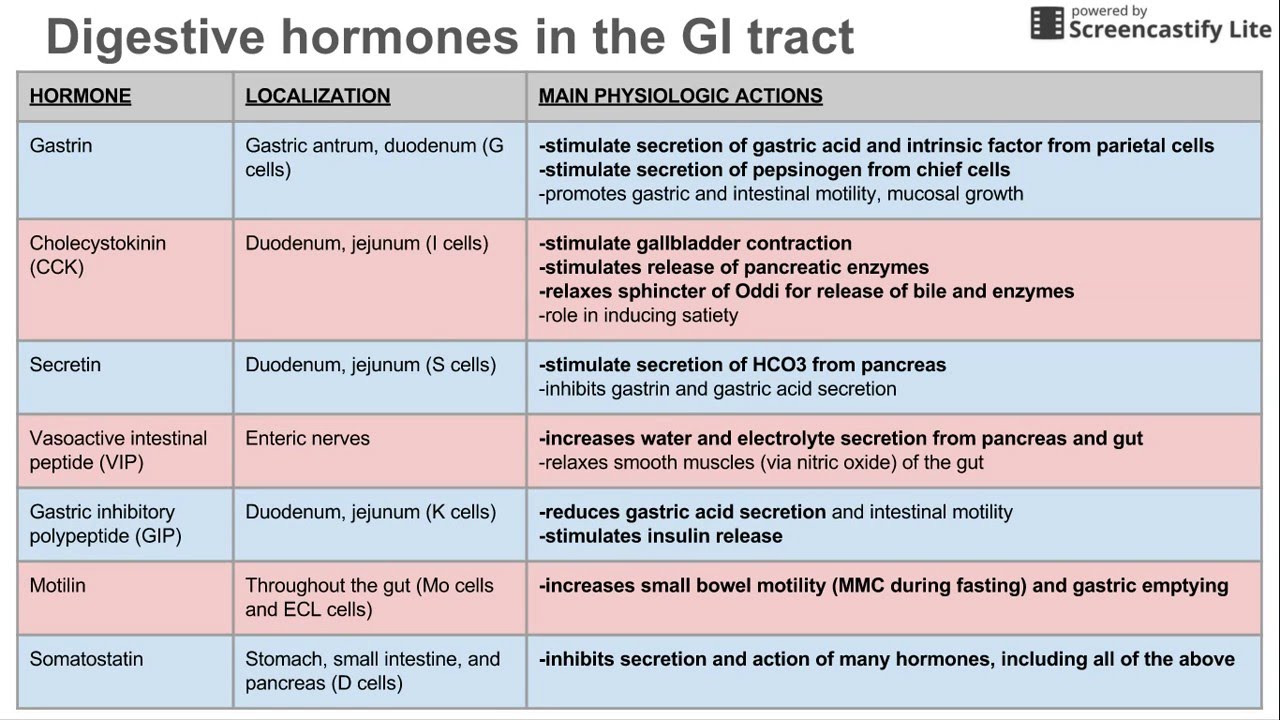 Digestive hormones in the GI tract
powered by
Screencastify Lite
HORMONE
LOCALIZATION
MAIN PHYSIOLOGIC ACTIONS
Gastrin
Gastric antrum, duodenum (G
cells)
-stimulate secretion of gastric acid and intrinsic factor from parietal cells
-stimulate secretion of pepsinogen from chief cells
-promotes gastric and intestinal motility, mucosal growth
Cholecystokinin
(CCK)
Duodenum, jejunum (I cells)
-stimulate gallbladder contraction
-stimulates release of pancreatic enzymes
-relaxes sphincter of Oddi for release of bile and enzymes
-role in inducing satiety
Secretin
Duodenum, jejunum (S cells)
-stimulate secretion of HCO3 from pancreas
-inhibits gastrin and gastric acid secretion
Vasoactive intestinal
peptide (VIP)
Enteric nerves
-increases water and electrolyte secretion from pancreas and gut
-relaxes smooth muscles (via nitric oxide) of the gut
Gastric inhibitory
polypeptide (GIP)
Duodenum, jejunum (K cells)
-reduces gastric acid secretion and intestinal motility
-stimulates insulin release
Motilin
Throughout the gut (Mo cells
and ECL cells)
-increases small bowel motility (MMC during fasting) and gastric emptying
Somatostatin
Stomach, small intestine, and
pancreas (D cells)
-inhibits secretion and action of many hormones, including all of the above